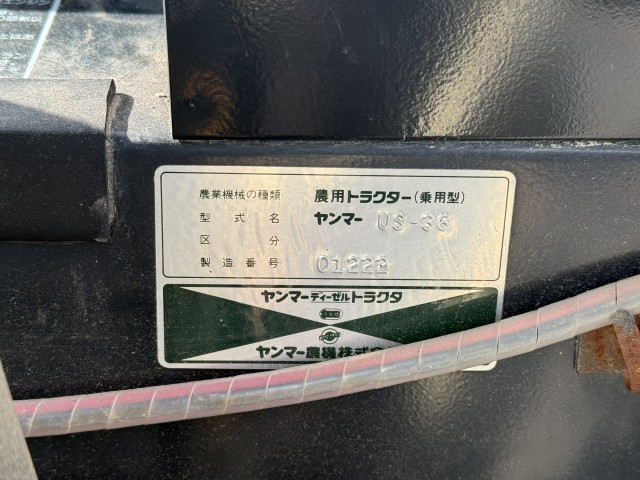 農業機械の種類 農用トラクター(乗用型)
型式名 ヤンマー US-36
区分
製造番号 01222
ヤンマーディーゼルトラクタ
ヤンマー農機株式会